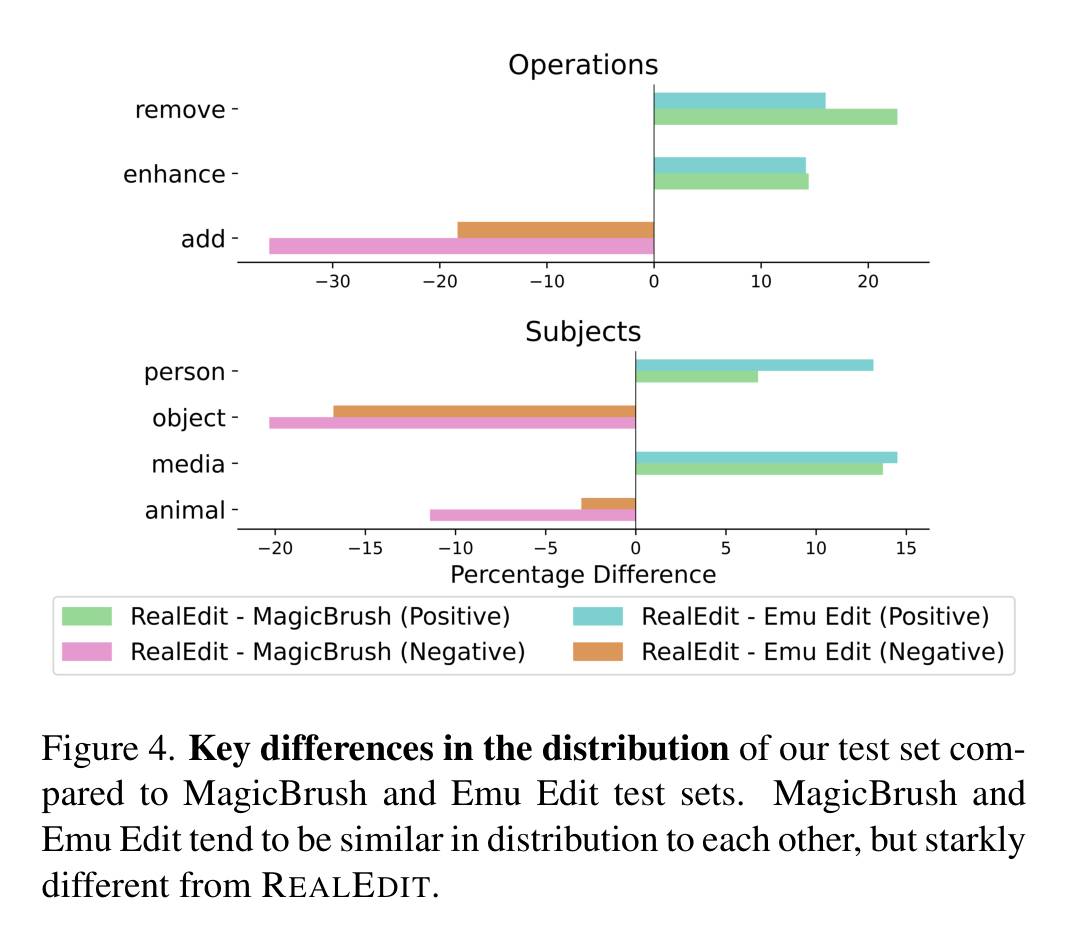 Operations
remove
enhance
add
−30 −20 −10 0 10 20
Subjects
person
object
media
animal
−20 −15 −10 −5 0 5 10 15
Percentage Difference
RealEdit - MagicBrush (Positive) RealEdit - Emu Edit (Positive)
RealEdit - MagicBrush (Negative) RealEdit - Emu Edit (Negative)
Figure 4. Key differences in the distribution of our test set com-
pared to MagicBrush and Emu Edit test sets. MagicBrush and
Emu Edit tend to be similar in distribution to each other, but starkly
different from REALEDIT.